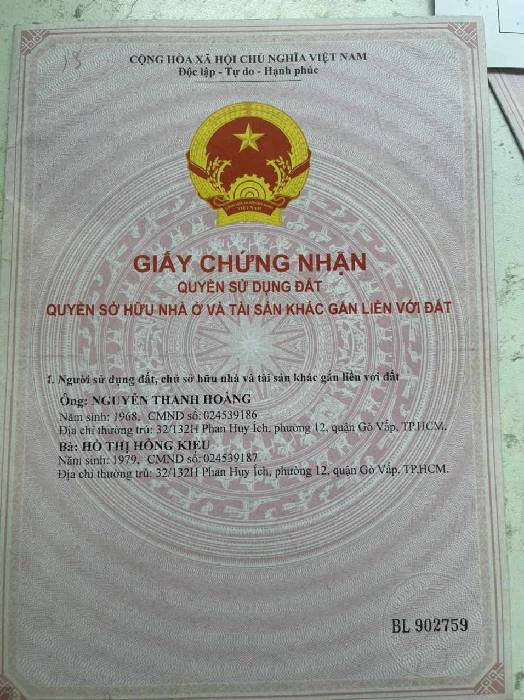 13
CỘNG HÒA XÃ HỘI CHỦ NGHĨA VIỆT NAM
Độc lập - Tự do - Hạnh phúc
VIỆT NAM
GIẤY CHỨNG NHẬN
QUYỀN SỬ DỤNG ĐẤT
QUYỀN SỞ HỮU NHÀ Ở VÀ TÀI SẢN KHÁC GẮN LIỀN VỚI ĐẤT
I. Người sử dụng đất, chủ sở hữu nhà và tài sản khác gắn liền với đất
Ông: NGUYỄN THANH HOÀNG
Năm sinh: 1968, CMND số: 024539186
Địa chỉ thường trú: 32/132H Phan Huy Ích, phường 12, quận Gò Vấp, TP.HCM.
Bà: HỒ THỊ HỒNG KIỀU
Năm sinh: 1979, CMND số: 024539187
Địa chỉ thường trú: 32/132H Phan Huy Ích, phường 12, quận Gò Vấp, TP.HCM.
BL 902759